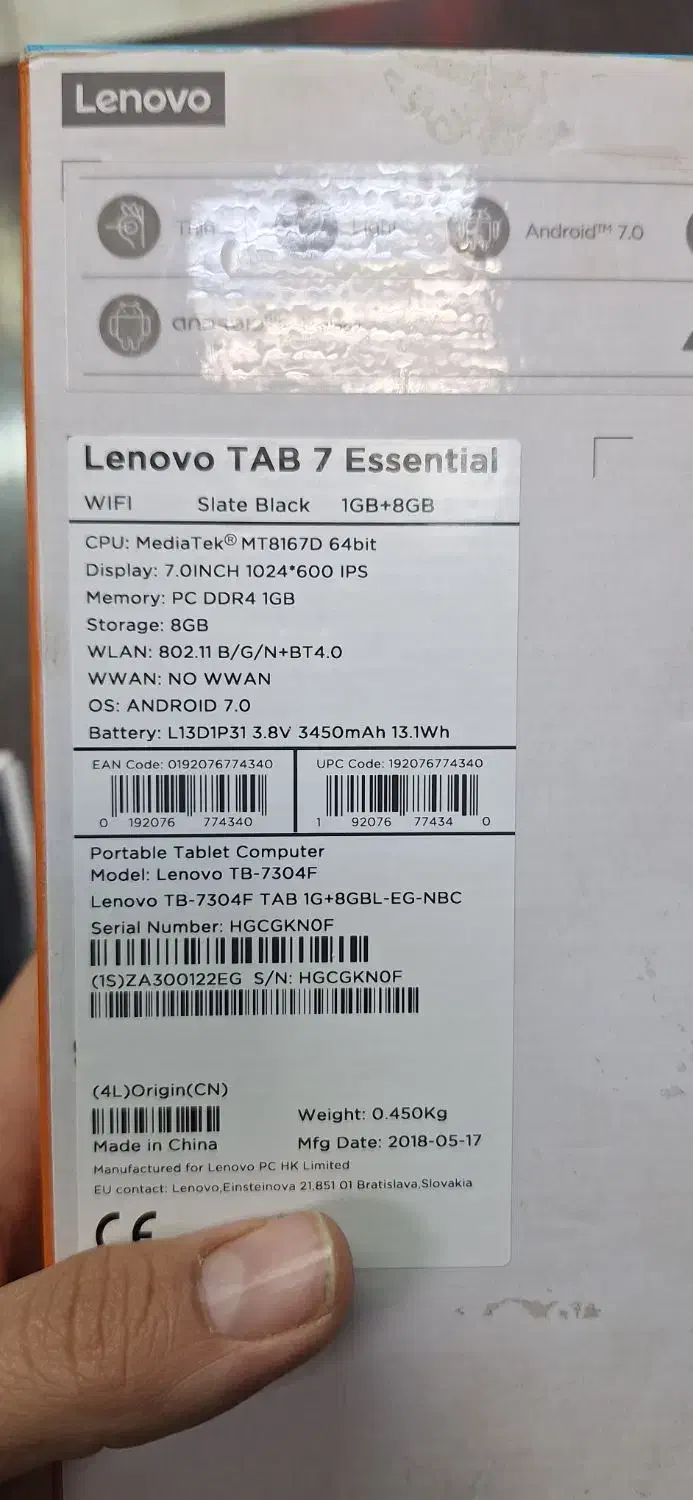 Lenovo
Thin Light Android™ 7.0
Lenovo TAB 7 Essential
WIFI Slate Black 1GB+8GB
CPU: MediaTek® MT8167D 64bit
Display: 7.0INCH 1024*600 IPS
Memory: PC DDR4 1GB
Storage: 8GB
WLAN: 802.11 B/G/N+BT4.0
WWAN: NO WWAN
OS: ANDROID 7.0
Battery: L13D1P31 3.8V 3450mAh 13.1Wh
EAN Code: 0192076774340 UPC Code: 192076774340
0 192076 774340 1 92076 77434 0
Portable Tablet Computer
Model: Lenovo TB-7304F
Lenovo TB-7304F TAB 1G+8GBL-EG-NBC
Serial Number: HGCGKN0F
(1S)ZA300122EG S/N: HGCGKN0F
(4L)Origin(CN)
Weight: 0.450Kg
Made in China Mfg Date: 2018-05-17
Manufactured for Lenovo PC HK Limited
EU contact: Lenovo,Einsteinova 21,851 01 Bratislava,Slovakia
CE